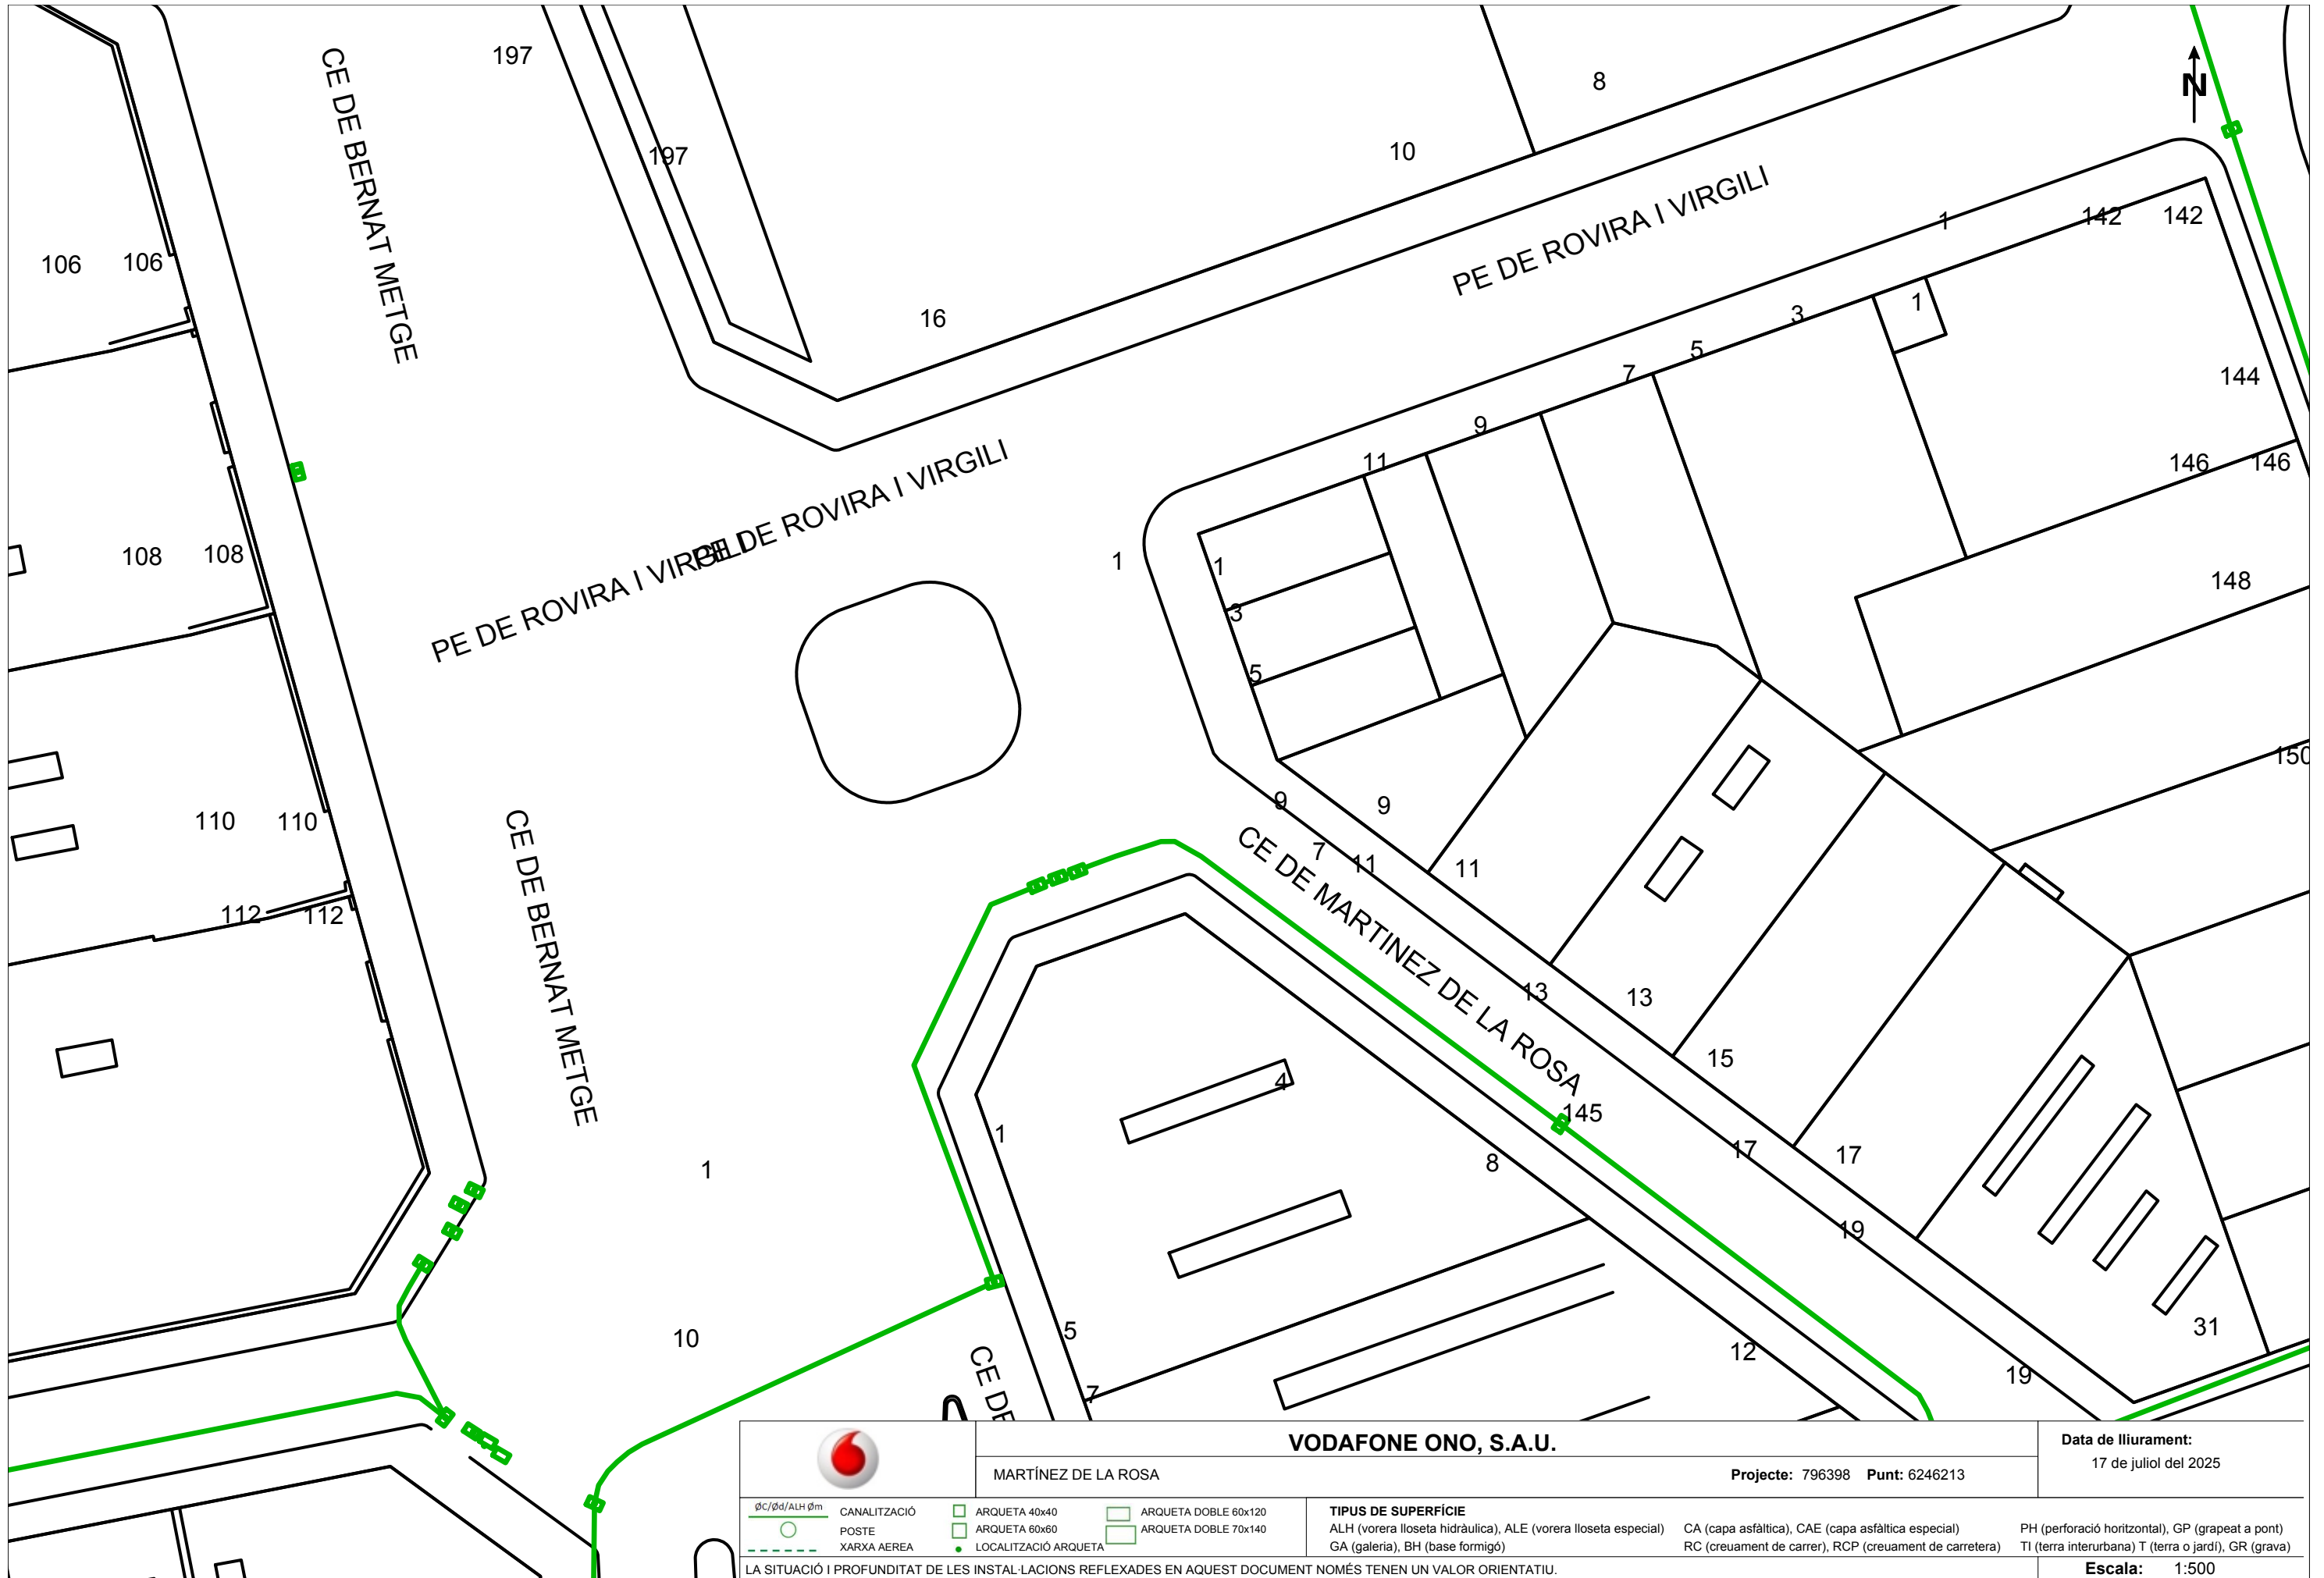 197
CE DE BERNAT METGE
197
8
10
N
PE DE ROVIRA I VIRGILI
1
142
142
106
106
16
3
1
5
7
144
9
11
146
146
PE DE ROVIRA I VIRGILI
PE DE ROVIRA I VIRGILI
108
108
1
1
148
3
5
150
110
110
9
9
CE DE BERNAT METGE
CE DE MARTINEZ DE LA ROSA
7
11
11
112
112
13
13
15
4
145
1
8
17
17
1
19
31
10
5
12
19
7
CE DE
VODAFONE ONO, S.A.U.
MARTÍNEZ DE LA ROSA
Projecte: 796398 Punt: 6246213
Data de lliurament:
17 de juliol del 2025
ØC/Ød/ALH Øm
CANALITZACIÓ
POSTE
XARXA AEREA
ARQUETA 40x40
ARQUETA 60x60
LOCALITZACIÓ ARQUETA
ARQUETA DOBLE 60x120
ARQUETA DOBLE 70x140
TIPUS DE SUPERFÍCIE
ALH (vorera lloseta hidràulica), ALE (vorera lloseta especial)
GA (galeria), BH (base formigó)
CA (capa asfàltica), CAE (capa asfàltica especial)
RC (creuament de carrer), RCP (creuament de carretera)
PH (perforació horitzontal), GP (grapeat a pont)
TI (terra interurbana) T (terra o jardí), GR (grava)
LA SITUACIÓ I PROFUNDITAT DE LES INSTAL·LACIONS REFLEXADES EN AQUEST DOCUMENT NOMÉS TENEN UN VALOR ORIENTATIU.
Escala: 1:500